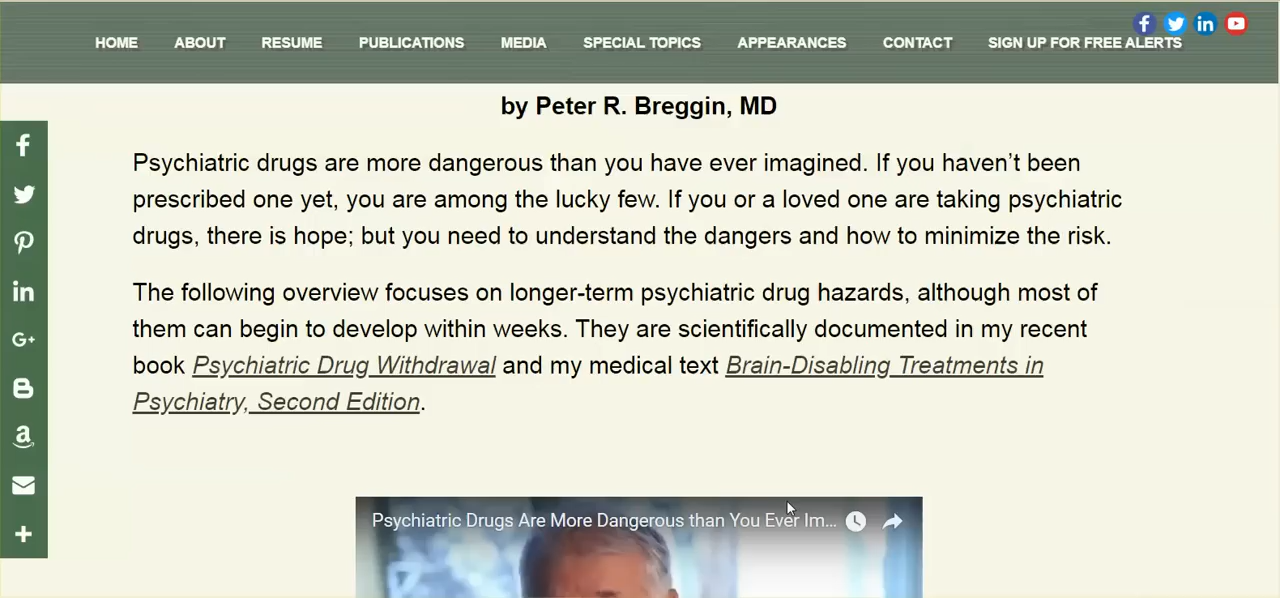 HOME ABOUT RESUME PUBLICATIONS MEDIA SPECIAL TOPICS APPEARANCES CONTACT SIGN UP FOR FREE ALERTS
by Peter R. Breggin, MD
Psychiatric drugs are more dangerous than you have ever imagined. If you haven’t been
prescribed one yet, you are among the lucky few. If you or a loved one are taking psychiatric
drugs, there is hope; but you need to understand the dangers and how to minimize the risk.
The following overview focuses on longer-term psychiatric drug hazards, although most of
them can begin to develop within weeks. They are scientifically documented in my recent
book Psychiatric Drug Withdrawal and my medical text Brain-Disabling Treatments in
Psychiatry, Second Edition.
Psychiatric Drugs Are More Dangerous than You Ever Im...